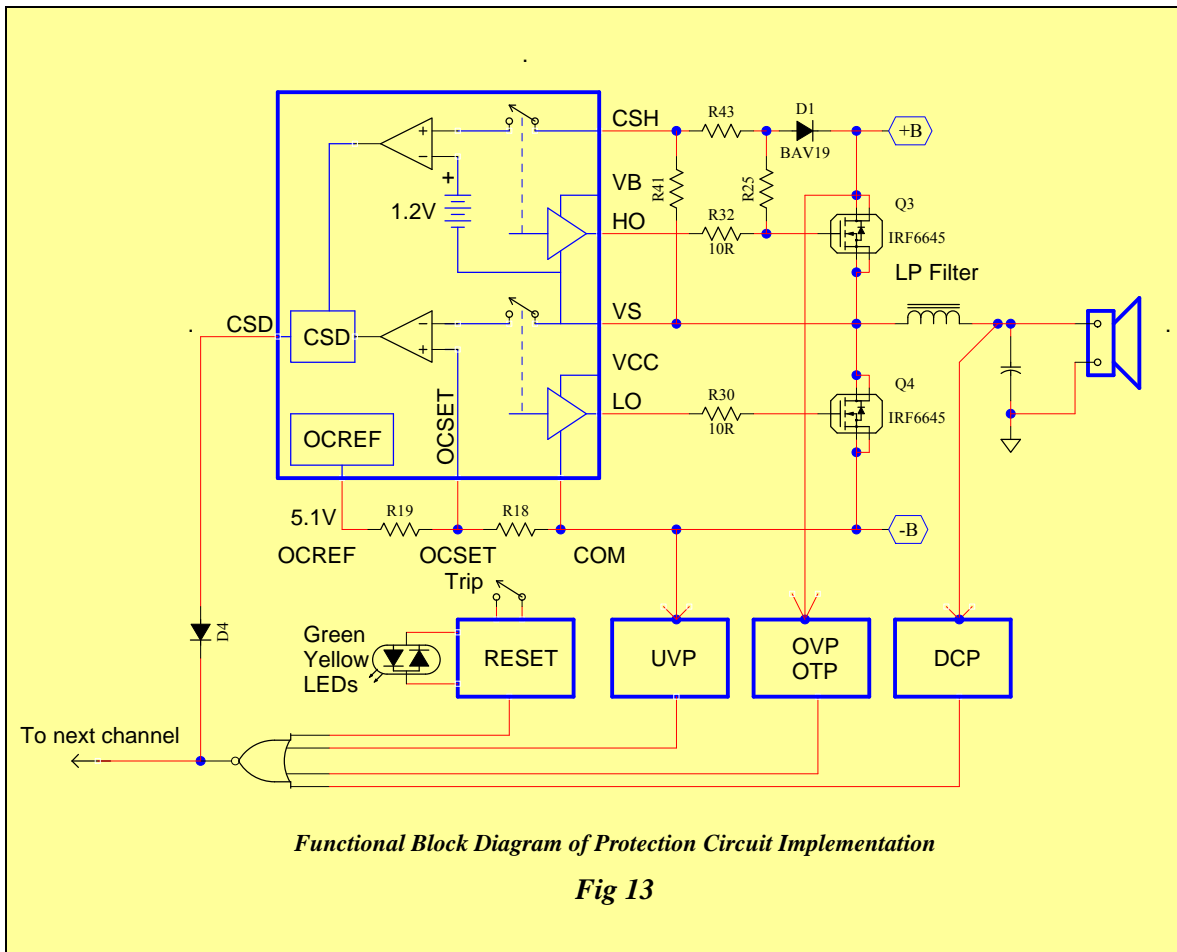 CSH
R43
D1
BAV19
+B
VB
R41
R25
1.2V
HO
R32
10R
Q3
IRF6645
LP Filter
CSD
CSD
VS
VCC
LO
R30
10R
Q4
IRF6645
OCREF
OCSET
5.1V
R19
R18
-B
OCREF
OCSET
COM
Trip
D4
Green
Yellow
LEDs
RESET
UVP
OVP
OTP
DCP
To next channel
Functional Block Diagram of Protection Circuit Implementation
Fig 13